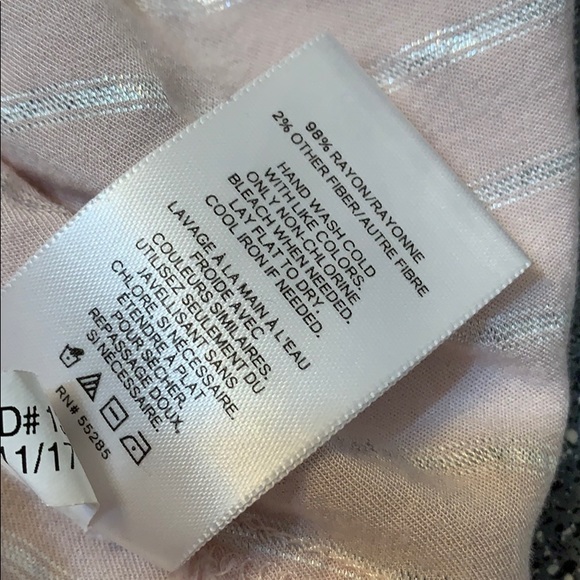 98% RAYON/RAYONNE
2% OTHER FIBER/AUTRE FIBRE
HAND WASH COLD
WITH LIKE COLORS.
ONLY NON-CHLORINE
BLEACH WHEN NEEDED.
LAY FLAT TO DRY.
COOL IRON IF NEEDED.
LAVAGE À LA MAIN À L'EAU
FROIDE AVEC
COULEURS SIMILAIRES.
UTILISEZ SEULEMENT DU
JAVELLISANT SANS
CHLORE SI NÉCESSAIRE.
ÉTENDRE À PLAT
POUR SÉCHER.
REPASSAGE DOUX,
SI NÉCESSAIRE.
RN# 55285
D#
1/17